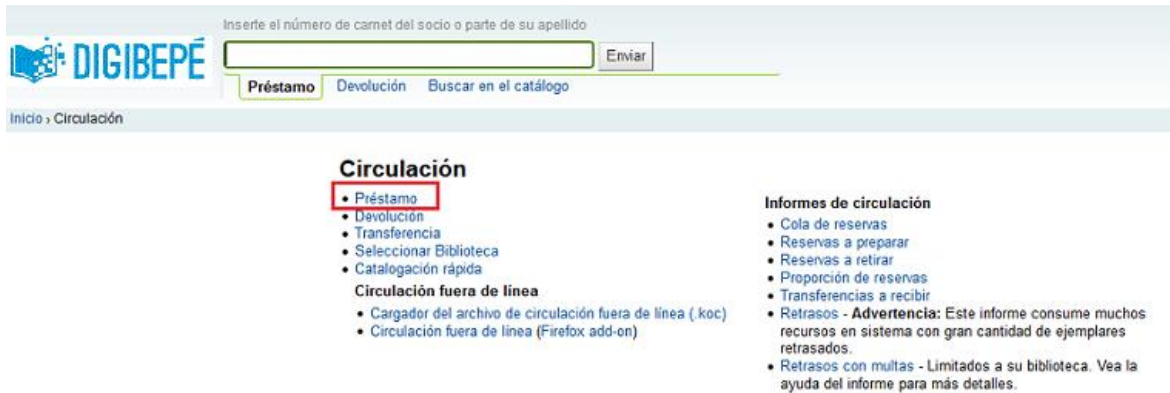 Inserte el número de carnet del socio o parte de su apellido
DIGIBEPÉ
Enviar
Préstamo Devolución Buscar en el catálogo
Inicio › Circulación
Circulación
• Préstamo
• Devolución
• Transferencia
• Seleccionar Biblioteca
• Catalogación rápida
Circulación fuera de línea
• Cargador del archivo de circulación fuera de línea (.koc)
• Circulación fuera de línea (Firefox add-on)
Informes de circulación
• Cola de reservas
• Reservas a preparar
• Reservas a retirar
• Proporción de reservas
• Transferencias a recibir
• Retrasos - Advertencia: Este informe consume muchos
recursos en sistema con gran cantidad de ejemplares
retrasados.
• Retrasos con multas - Limitados a su biblioteca. Vea la
ayuda del informe para más detalles.